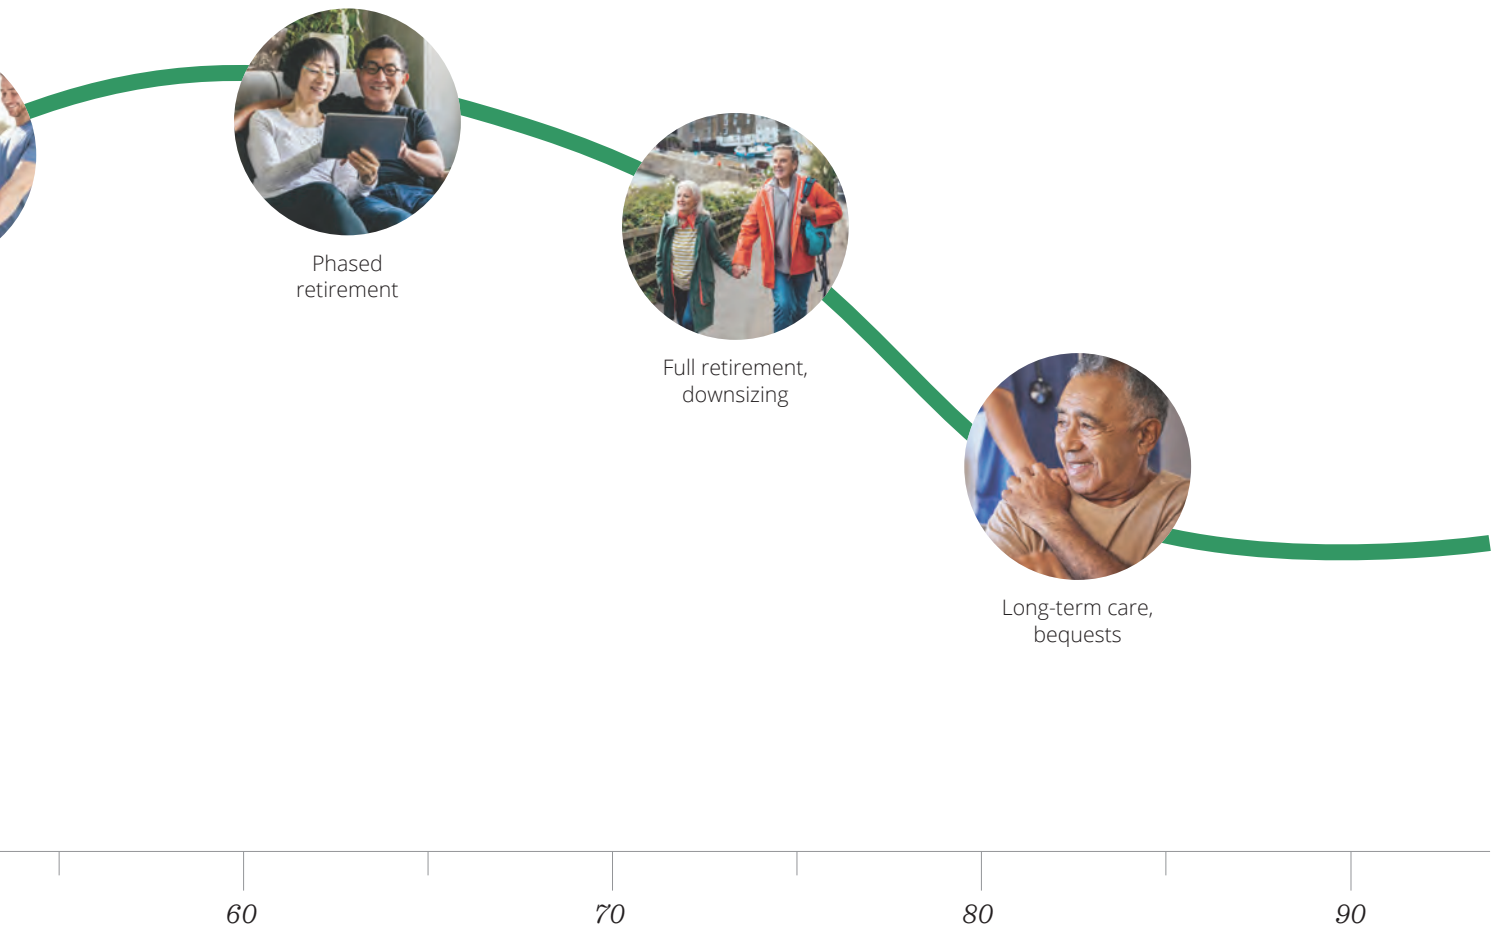 Phased
retirement
Full retirement,
downsizing
Long-term care,
bequests
60
70
80
90